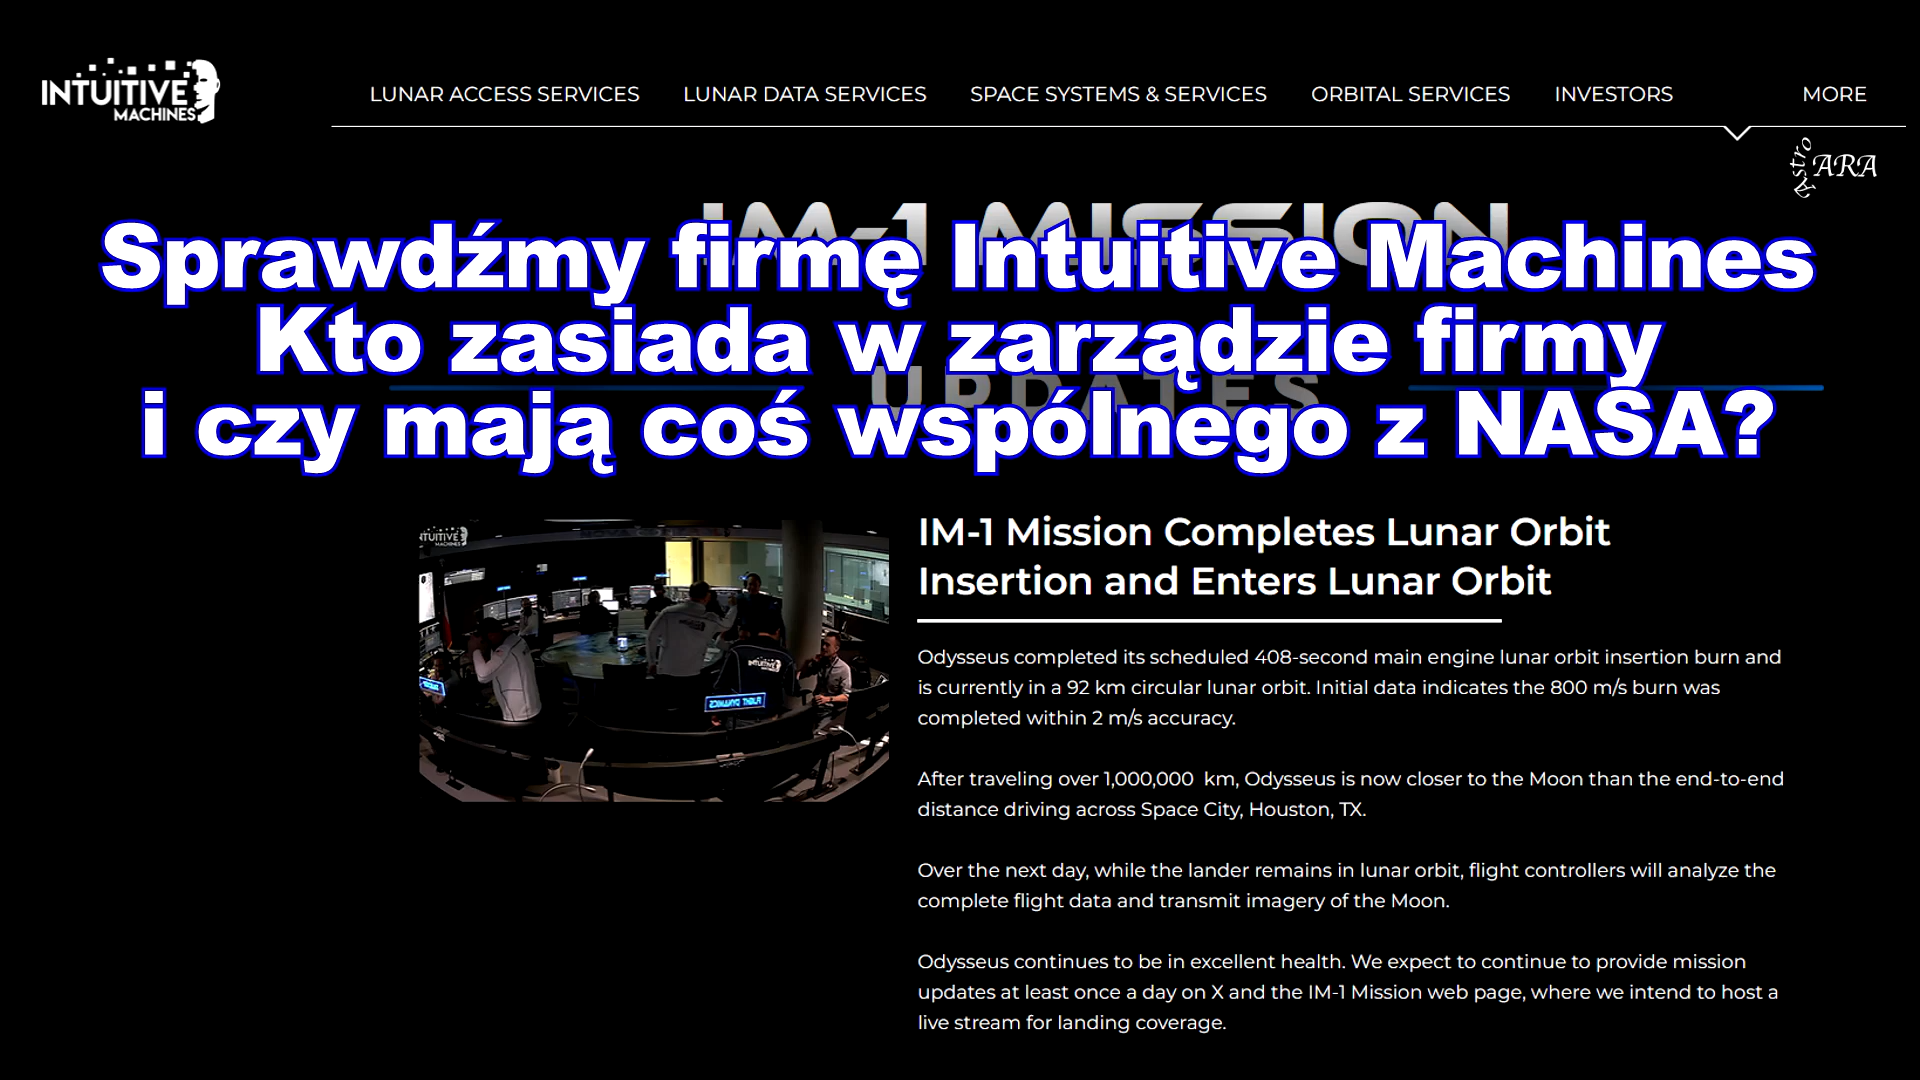 INTUITIVE
MACHINES
LUNAR ACCESS SERVICES
LUNAR DATA SERVICES
SPACE SYSTEMS & SERVICES
ORBITAL SERVICES
INVESTORS
MORE
Astro
ARA
IM-1 MISSION
Sprawdźmy firmę Intuitive Machines
Kto zasiada w zarządzie firmy
UPDATES
i czy mają coś wspólnego z NASA?
IM-1 Mission Completes Lunar Orbit
Insertion and Enters Lunar Orbit
Odysseus completed its scheduled 408-second main engine lunar orbit insertion burn and
is currently in a 92 km circular lunar orbit. Initial data indicates the 800 m/s burn was
completed within 2 m/s accuracy.
After traveling over 1,000,000 km, Odysseus is now closer to the Moon than the end-to-end
distance driving across Space City, Houston, TX.
Over the next day, while the lander remains in lunar orbit, flight controllers will analyze the
complete flight data and transmit imagery of the Moon.
Odysseus continues to be in excellent health. We expect to continue to provide mission
updates at least once a day on X and the IM-1 Mission web page, where we intend to host a
live stream for landing coverage.
FLIGHT DYNAMICS